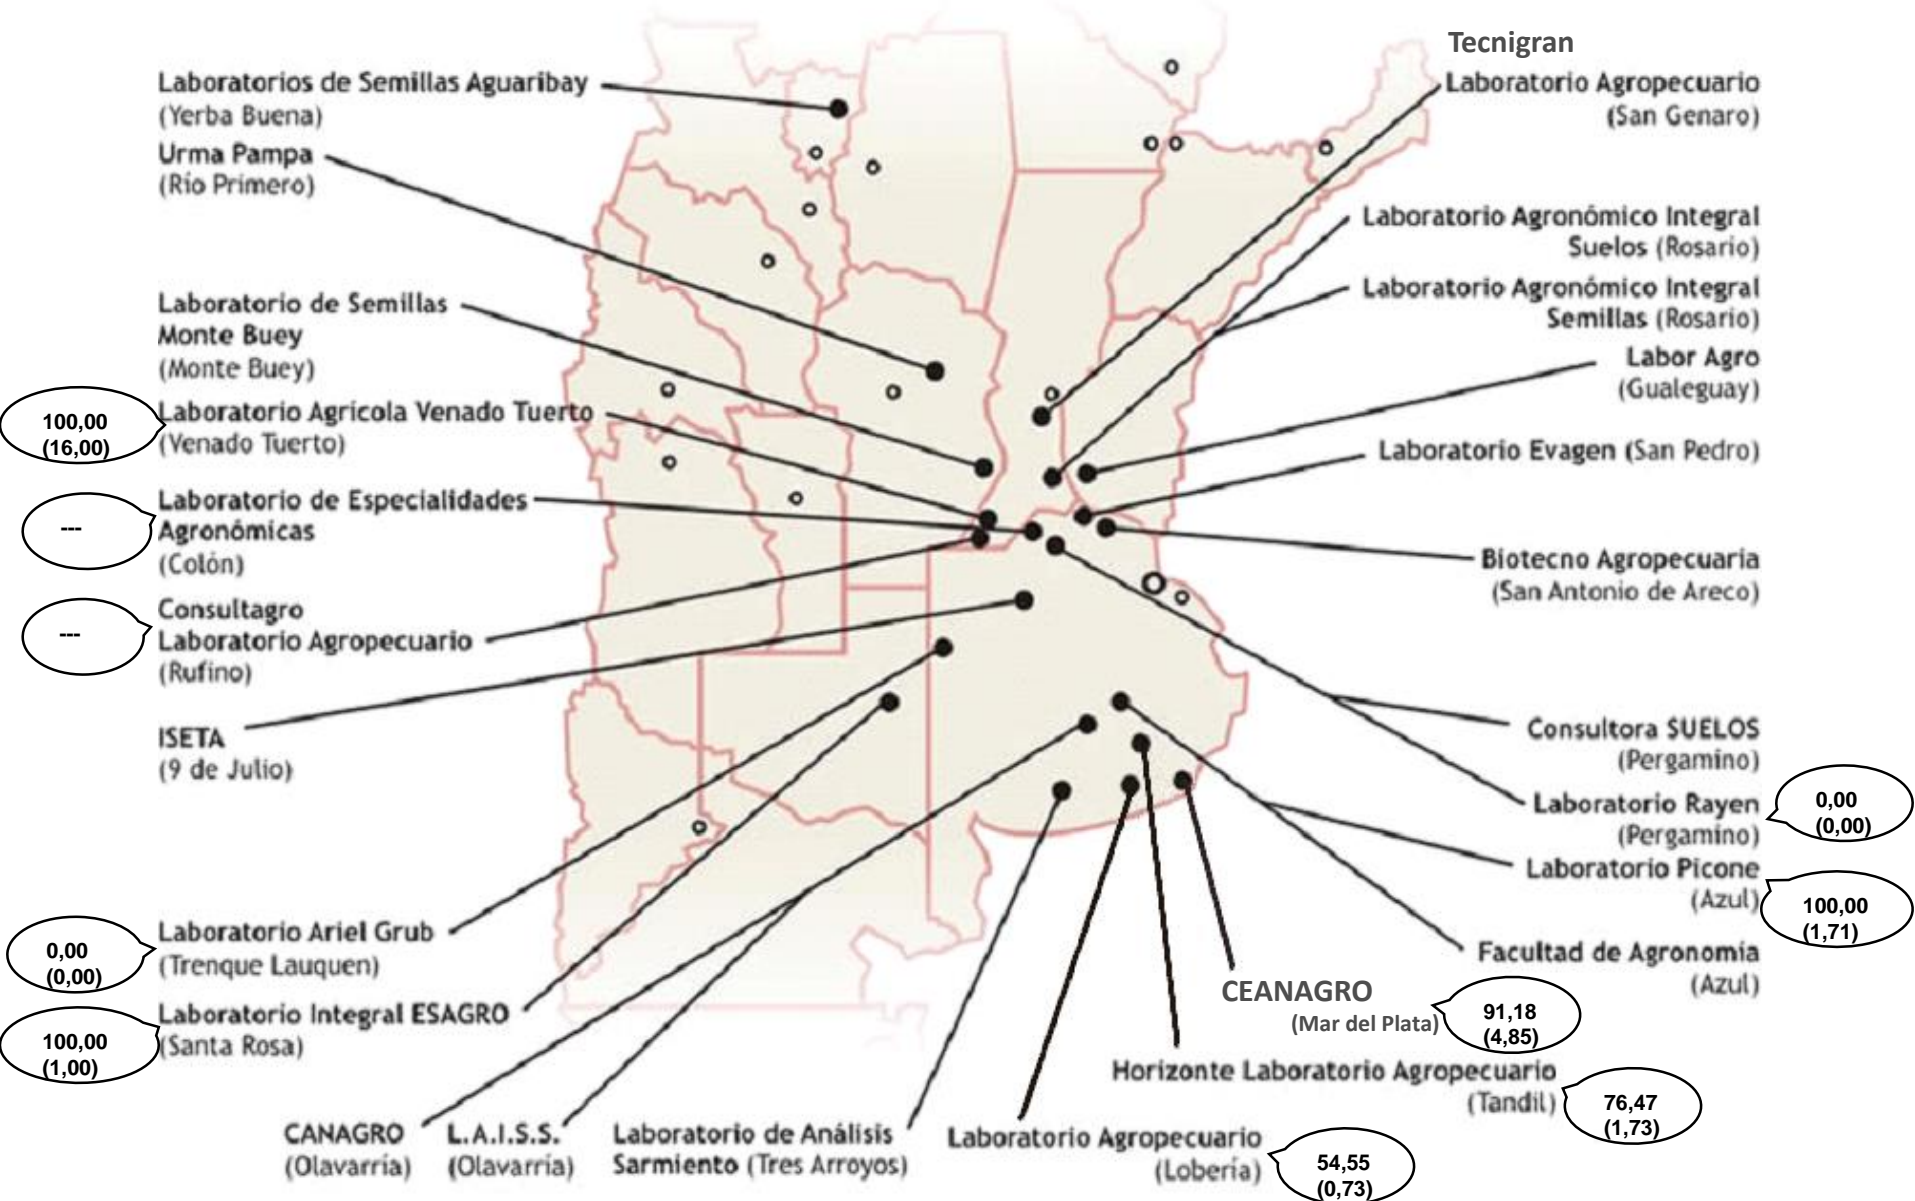 Laboratorios de Semillas Aguaribay
(Yerba Buena)
Urma Pampa
(Río Primero)
Laboratorio de Semillas
Monte Buey
(Monte Buey)
100,00
(16,00)
Laboratorio Agrícola Venado Tuerto
(Venado Tuerto)
---
Laboratorio de Especialidades
Agronómicas
(Colón)
---
Consultagro
Laboratorio Agropecuario
(Rufino)
ISETA
(9 de Julio)
0,00
(0,00)
Laboratorio Ariel Grub
(Trenque Lauquen)
100,00
(1,00)
Laboratorio Integral ESAGRO
(Santa Rosa)
CANAGRO
(Olavarría)
L.A.I.S.S.
(Olavarría)
Laboratorio de Análisis
Sarmiento (Tres Arroyos)
Laboratorio Agropecuario
(Lobería)
54,55
(0,73)
Horizonte Laboratorio Agropecuario
(Tandil)
76,47
(1,73)
CEANAGRO
(Mar del Plata)
91,18
(4,85)
Tecnigran
Laboratorio Agropecuario
(San Genaro)
Laboratorio Agronómico Integral
Suelos (Rosario)
Laboratorio Agronómico Integral
Semillas (Rosario)
Labor Agro
(Gualeguay)
Laboratorio Evagen (San Pedro)
Biotecno Agropecuaria
(San Antonio de Areco)
Consultora SUELOS
(Pergamino)
Laboratorio Rayen
(Pergamino)
0,00
(0,00)
Laboratorio Picone
(Azul)
100,00
(1,71)
Facultad de Agronomía
(Azul)